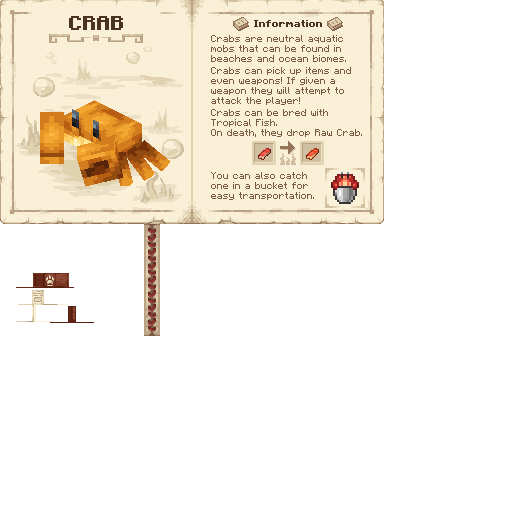 CRAB
Information
Crabs are neutral aquatic
mobs that can be found in
beaches and ocean biomes.
Crabs can pick up items and
even weapons! If given a
weapon they will attempt to
attack the player!
Crabs can be bred with
Tropical Fish.
On death, they drop Raw Crab.
You can also catch
one in a bucket for
easy transportation.